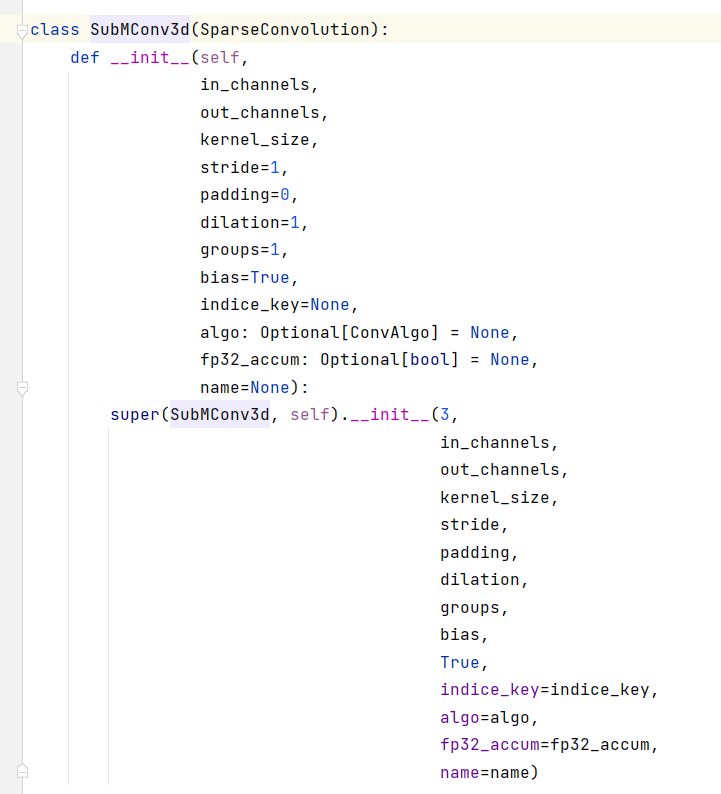 class SubMConv3d(SparseConvolution):
    def __init__(self,
                 in_channels,
                 out_channels,
                 kernel_size,
                 stride=1,
                 padding=0,
                 dilation=1,
                 groups=1,
                 bias=True,
                 indice_key=None,
                 algo: Optional[ConvAlgo] = None,
                 fp32_accum: Optional[bool] = None,
                 name=None):
        super(SubMConv3d, self).__init__(3,
                                         in_channels,
                                         out_channels,
                                         kernel_size,
                                         stride,
                                         padding,
                                         dilation,
                                         groups,
                                         bias,
                                         True,
                                         indice_key=indice_key,
                                         algo=algo,
                                         fp32_accum=fp32_accum,
                                         name=name)